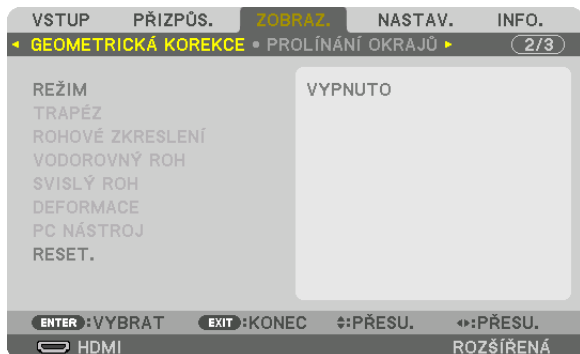 VSTUP PŘIZPŮS. ZOBRAZ. NASTAV. INFO.
◂ GEOMETRICKÁ KOREKCE • PROLÍNÁNÍ OKRAJŮ ▸ 2/3
REŽIM VYPNUTO
TRAPÉZ
ROHOVÉ ZKRESLENÍ
VODOROVNÝ ROH
SVISLÝ ROH
DEFORMACE
PC NÁSTROJ
RESET.
ENTER :VYBRAT EXIT :KONEC :PŘESU. :PŘESU.
HDMI ROZŠÍŘENÁ